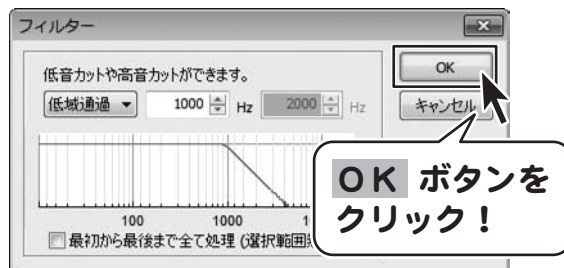 フィルター
低音カットや高音カットができます。
OK
低域通過 1000 Hz 2000 Hz
キャンセル
100 1000 1
最初から最後まで全て処理 (選択範囲
OK ボタンを
クリック！